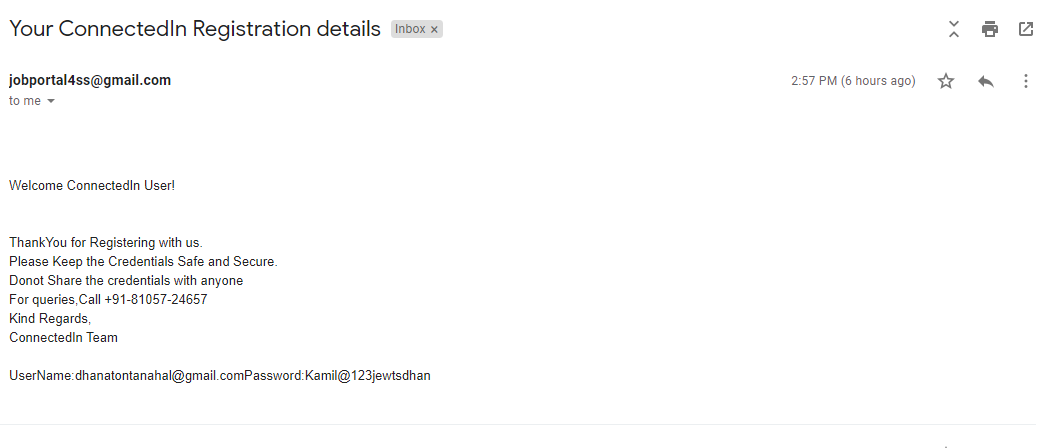 Your ConnectedIn Registration details Inbox ×
jobportal4ss@gmail.com 2:57 PM (6 hours ago)
to me
Welcome ConnectedIn User!
ThankYou for Registering with us.
Please Keep the Credentials Safe and Secure.
Donot Share the credentials with anyone
For queries,Call +91-81057-24657
Kind Regards,
ConnectedIn Team
UserName:dhanatontanahal@gmail.comPassword:Kamil@123jewtsdhan